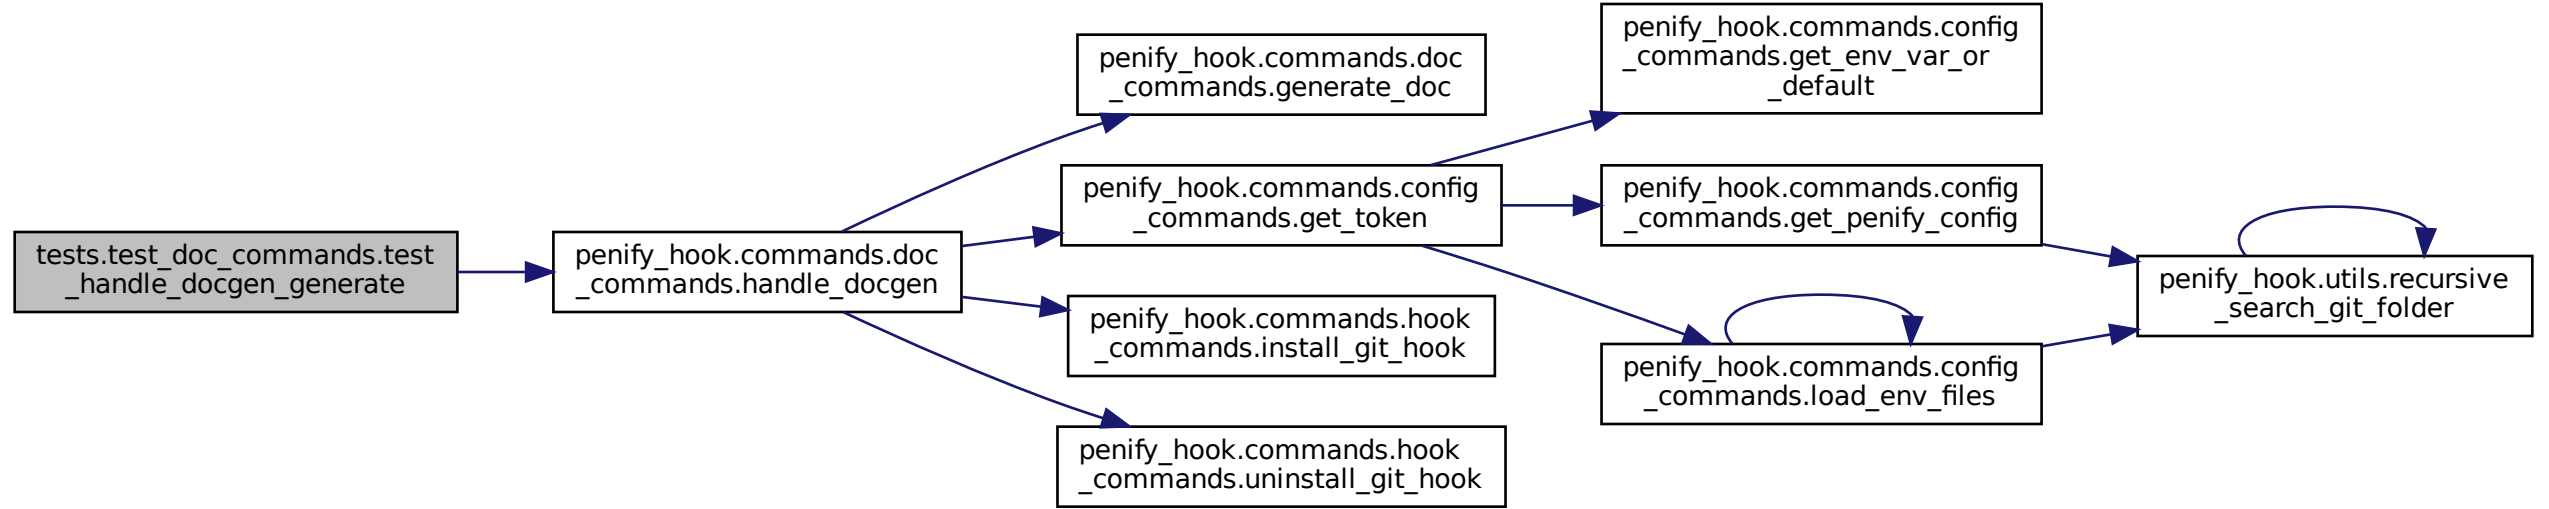 tests.test_doc_commands.test
_handle_docgen_generate
penify_hook.commands.doc
_commands.handle_docgen
penify_hook.commands.doc
_commands.generate_doc
penify_hook.commands.config
_commands.get_token
penify_hook.commands.hook
_commands.install_git_hook
penify_hook.commands.hook
_commands.uninstall_git_hook
penify_hook.commands.config
_commands.get_env_var_or
_default
penify_hook.commands.config
_commands.get_penify_config
penify_hook.commands.config
_commands.load_env_files
penify_hook.utils.recursive
_search_git_folder